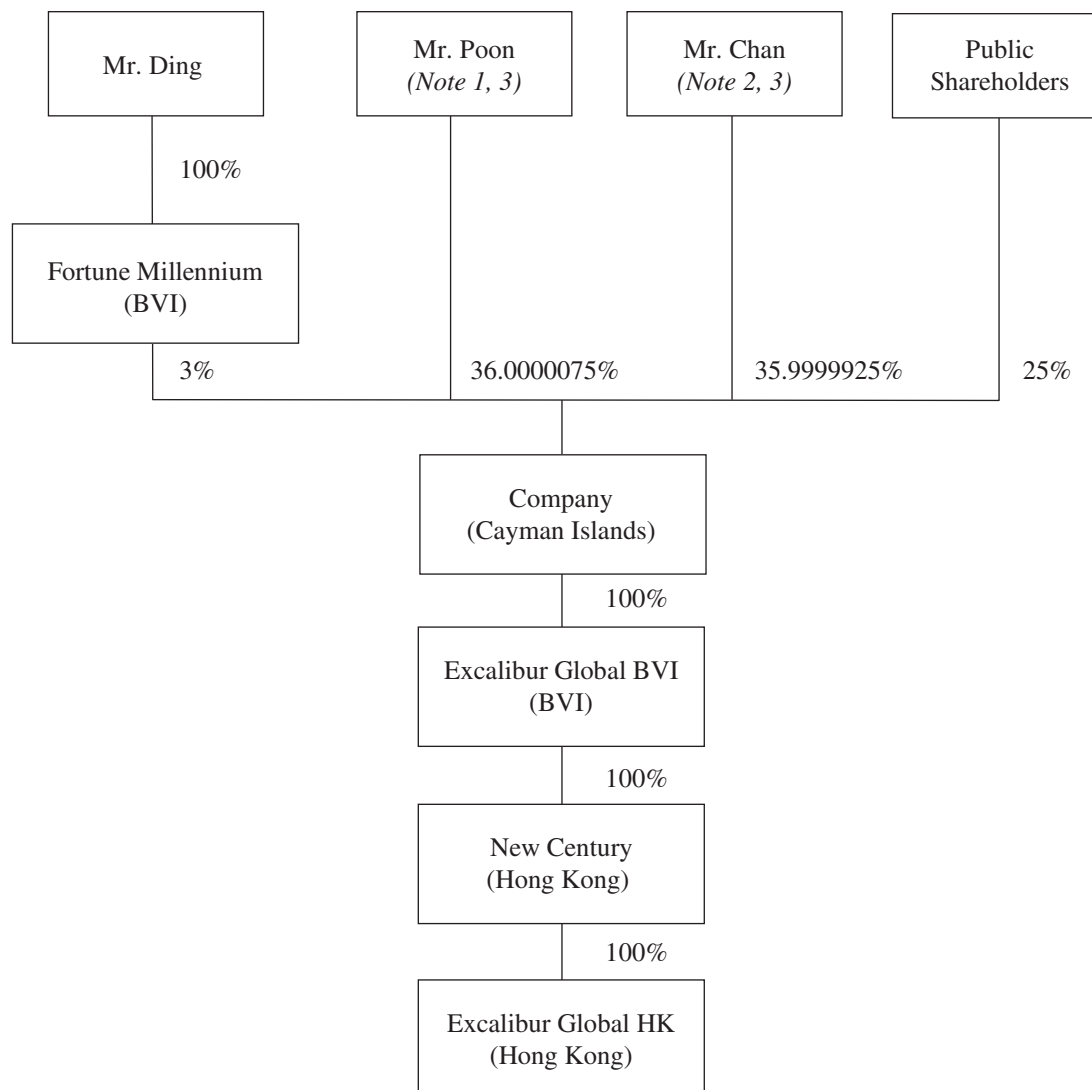 Mr. Ding
Mr. Poon
(Note 1, 3)
Mr. Chan
(Note 2, 3)
Public
Shareholders
100%
Fortune Millennium
(BVI)
3%
36.0000075%
35.9999925%
25%
Company
(Cayman Islands)
100%
Excalibur Global BVI
(BVI)
100%
New Century
(Hong Kong)
100%
Excalibur Global HK
(Hong Kong)